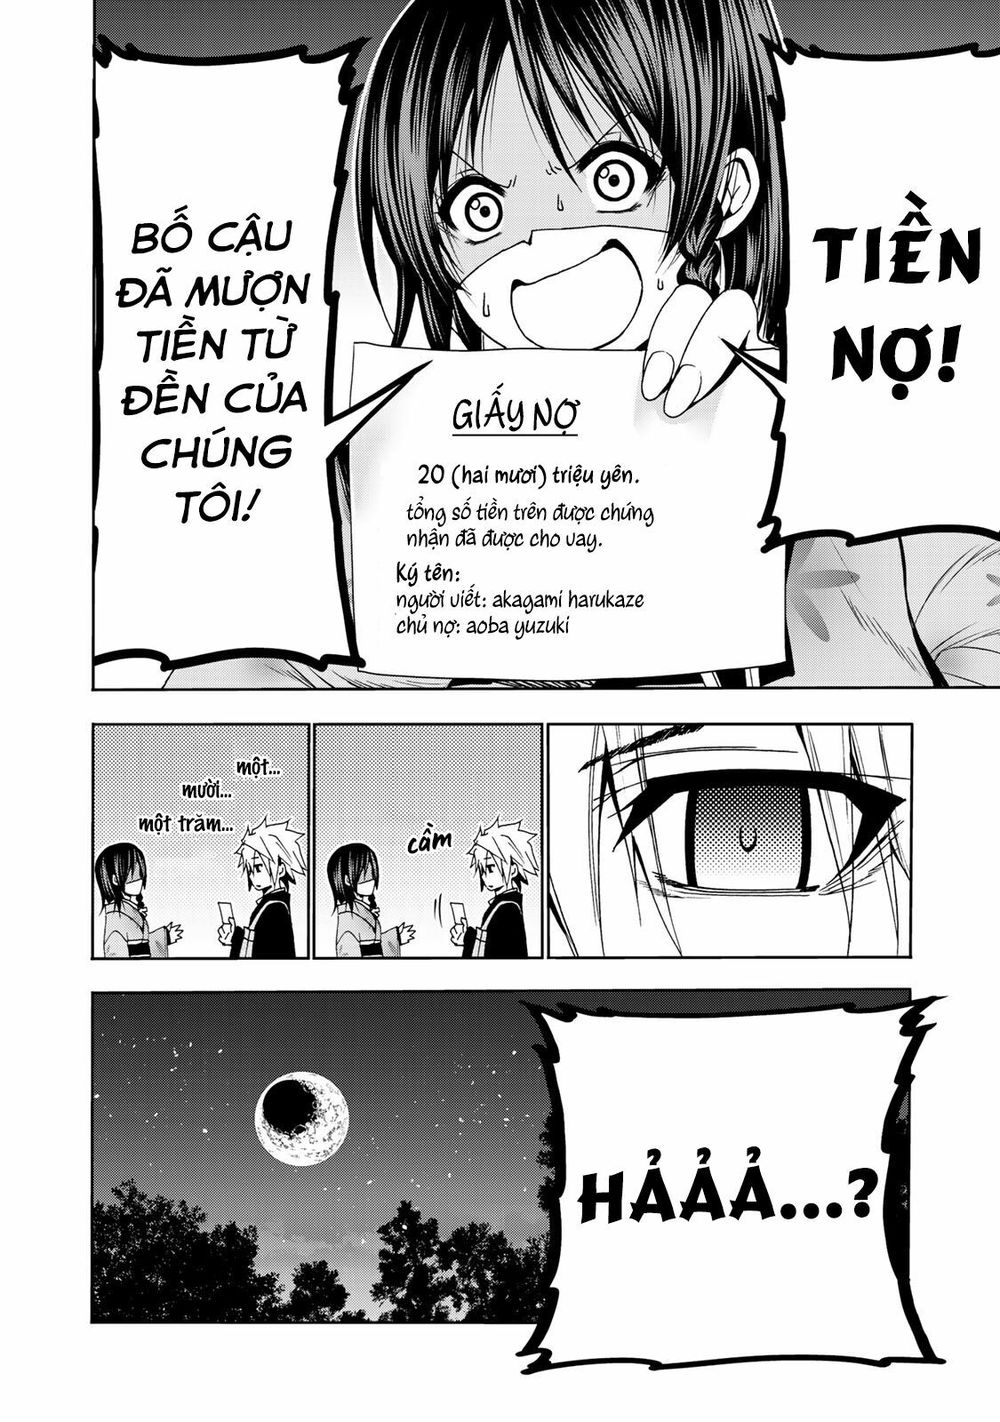 TIỀN
NỢ!
BỐ CẬU
ĐÃ MƯỢN
TIỀN TỪ
ĐỀN CỦA
CHÚNG
TÔI!
GIẤY NỢ
20 (hai mươi) triệu yên.
tổng số tiền trên được chứng
nhận đã được cho vay.
Ký tên:
người viết: akagami harukaze
chủ nợ: aoba yuzuki
cầm
một...
mười...
một trăm...
HẢẢẢ...?